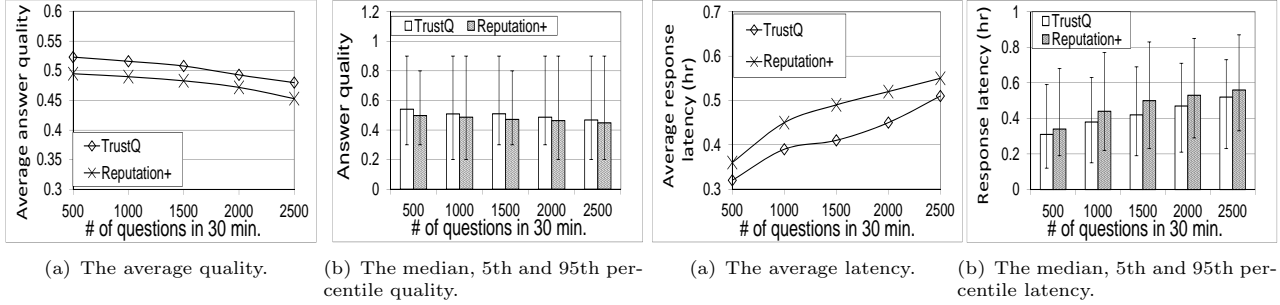 Average answer quality
0.6
0.55
0.5
0.45
0.4
0.35
0.3
TrustQ
Reputation+
500 1000 1500 2000 2500
# of questions in 30 min.
(a) The average quality.
Answer quality
1.2
1
0.8
0.6
0.4
0.2
0
TrustQ Reputation+
500 1000 1500 2000 2500
# of questions in 30 min.
(b) The median, 5th and 95th per-
centile quality.
Average response
latency (hr)
0.7
0.6
0.5
0.4
0.3
TrustQ
Reputation+
500 1000 1500 2000 2500
# of questions in 30 min.
(a) The average latency.
Response latency (hr)
1
0.8
0.6
0.4
0.2
0
TrustQ
Reputation+
500 1000 1500 2000 2500
# of questions in 30 min.
(b) The median, 5th and 95th per-
centile latency.